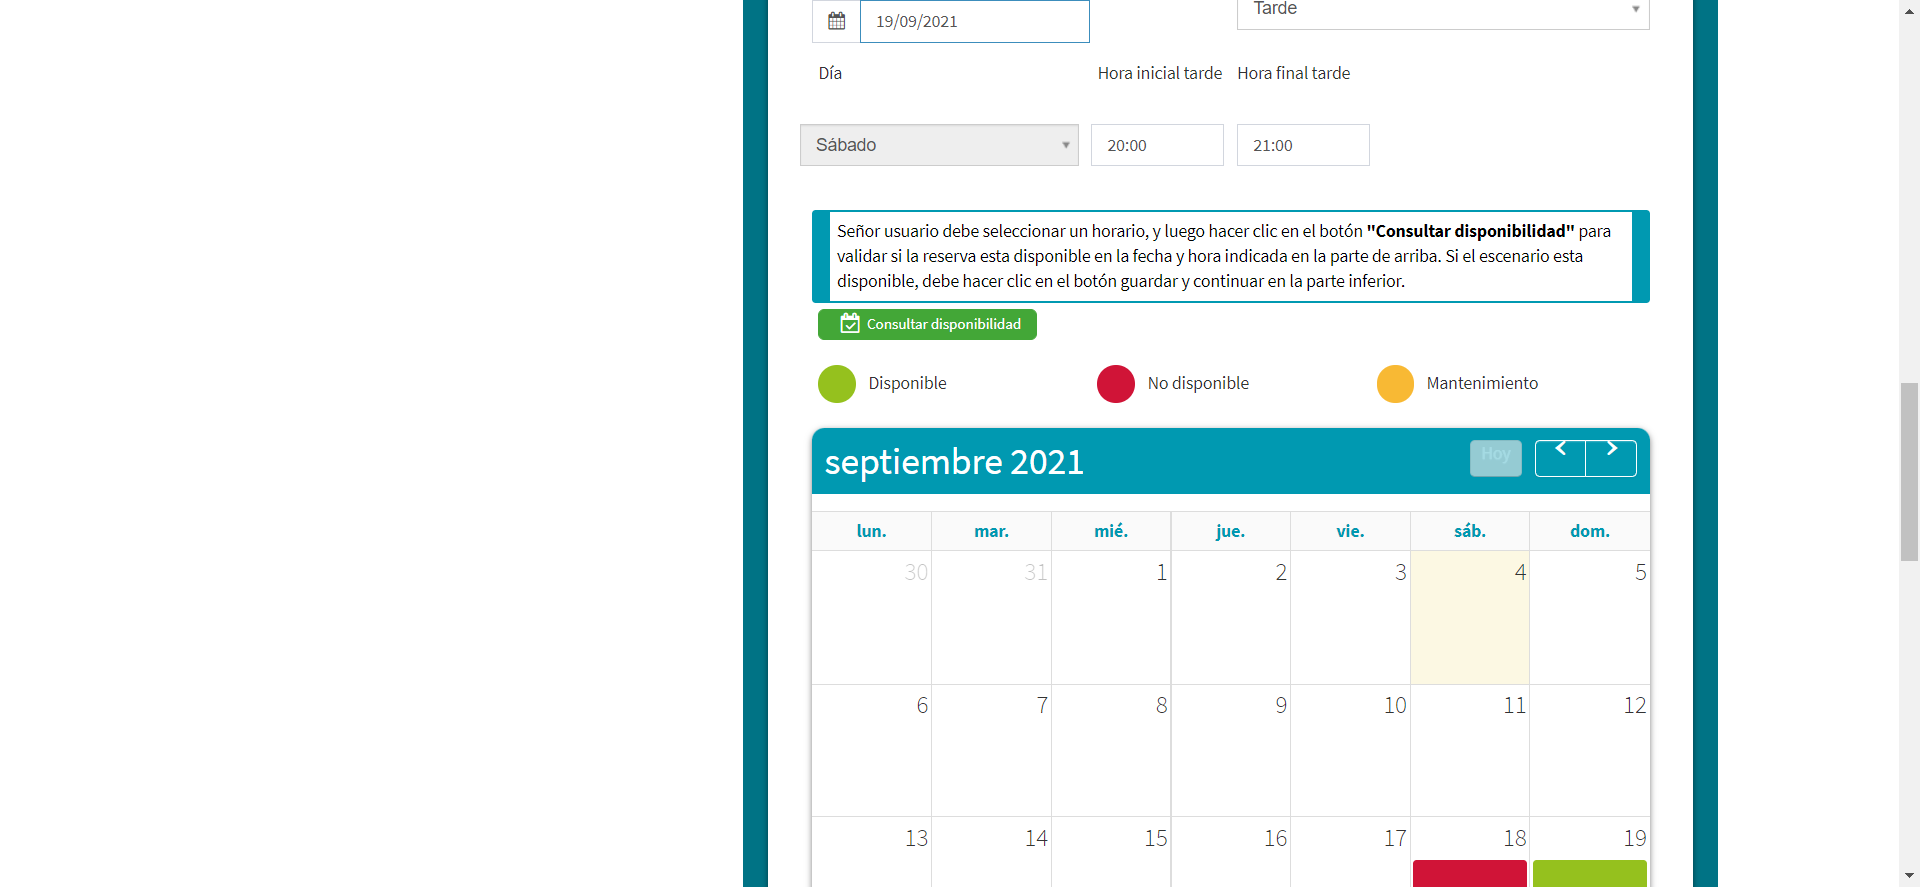 19/09/2021
Tarde
Día
Hora inicial tarde
Hora final tarde
Sábado
20:00
21:00
Señor usuario debe seleccionar un horario, y luego hacer clic en el botón "Consultar disponibilidad" para
validar si la reserva esta disponible en la fecha y hora indicada en la parte de arriba. Si el escenario esta
disponible, debe hacer clic en el botón guardar y continuar en la parte inferior.
Consultar disponibilidad
Disponible
No disponible
Mantenimiento
septiembre 2021
Hoy
lun. mar. mié. jue. vie. sáb. dom.
30 31 1 2 3 4 5
6 7 8 9 10 11 12
13 14 15 16 17 18 19